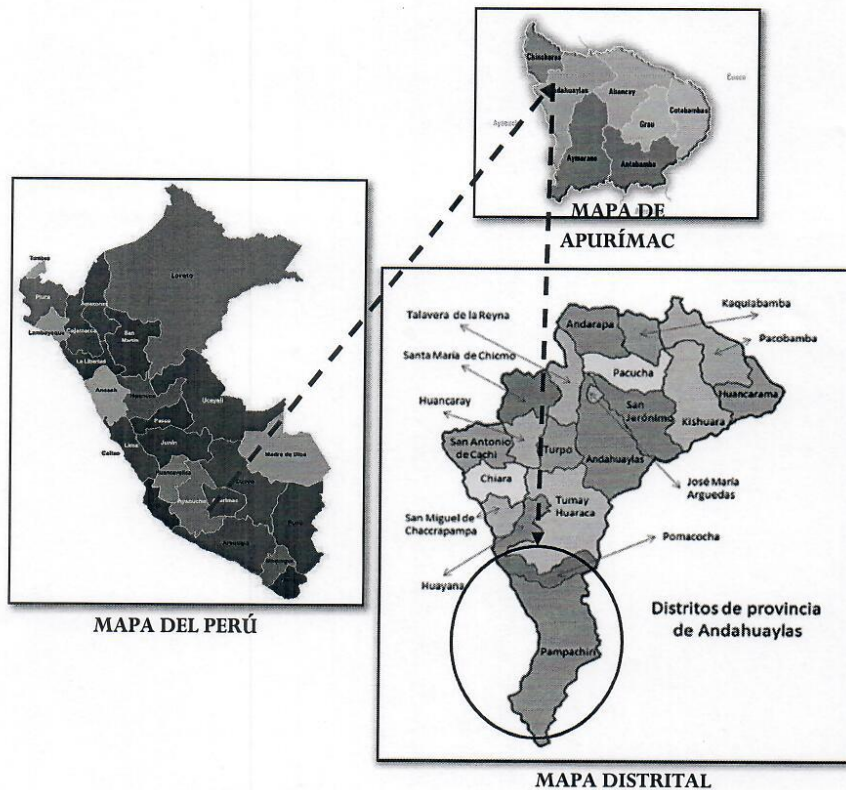 Chincheros
Cusco
Andahuaylas
Abancay
Cotabambas
Grau
Aymaraes
Antabamba
MAPA DE
APURÍMAC
Tumbes
Loreto
Piura
Amazonas
Lambayeque
Cajamarca
San
Martín
La Libertad
Ancash
Huánuco
Ucayali
Pasco
Lima
Junín
Callao
Madre de Dios
Huancavelica
Cusco
Ayacucho
Apurímac
Puno
Arequipa
Moquegua
MAPA DEL PERÚ
Kaquiabamba
Talavera de la Reyna
Andarapa
Pacobamba
Santa María de Chicmo
Pacucha
Huancarama
Huancaray
San
Jerónimo
Kishuara
San Antonio
de Cachi
Turpo
Andahuaylas
Chiara
José María
Arguedas
Tumay
Huaraca
San Miguel de
Chaccrapampa
Pomacocha
Huayana
Distritos de provincia
de Andahuaylas
Pampachiri
MAPA DISTRITAL